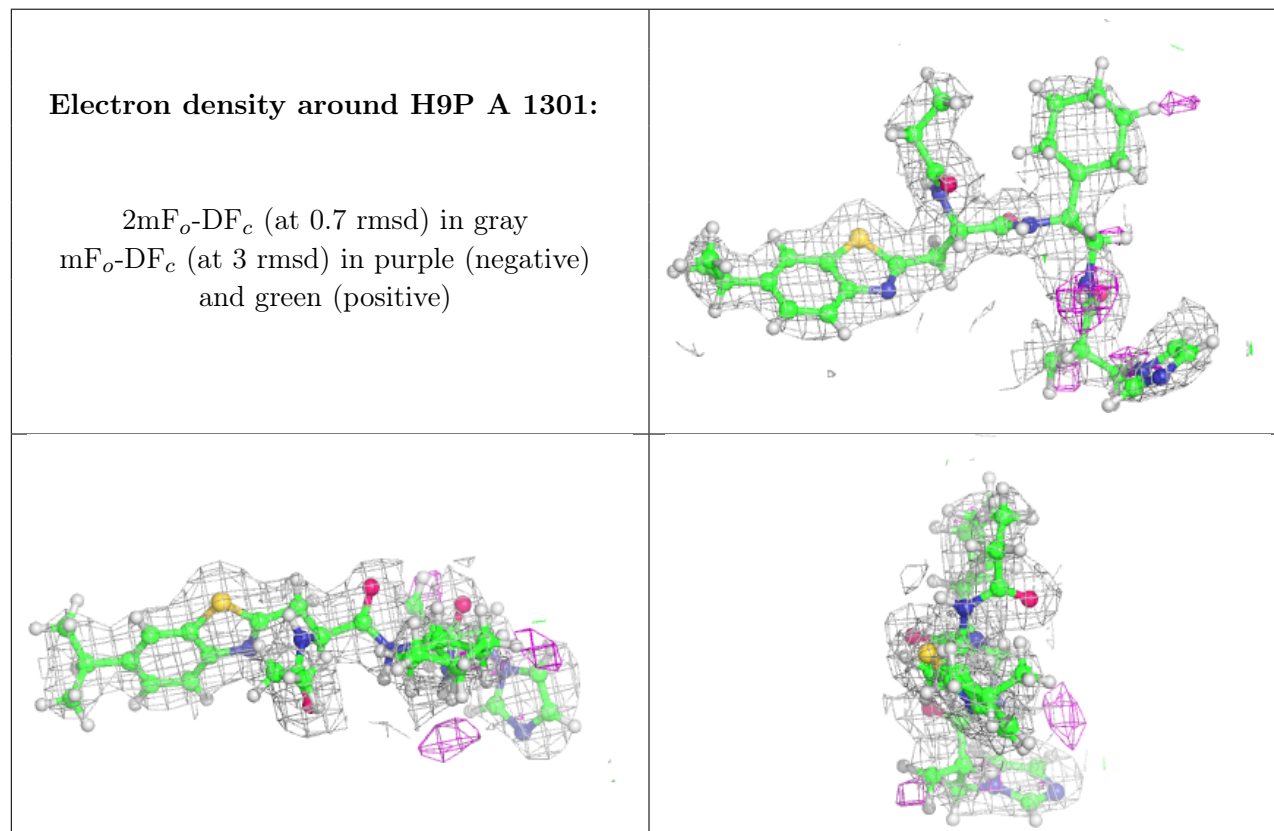 Electron density around H9P A 1301:
2mFo-DFc (at 0.7 rmsd) in gray
mFo-DFc (at 3 rmsd) in purple (negative)
and green (positive)